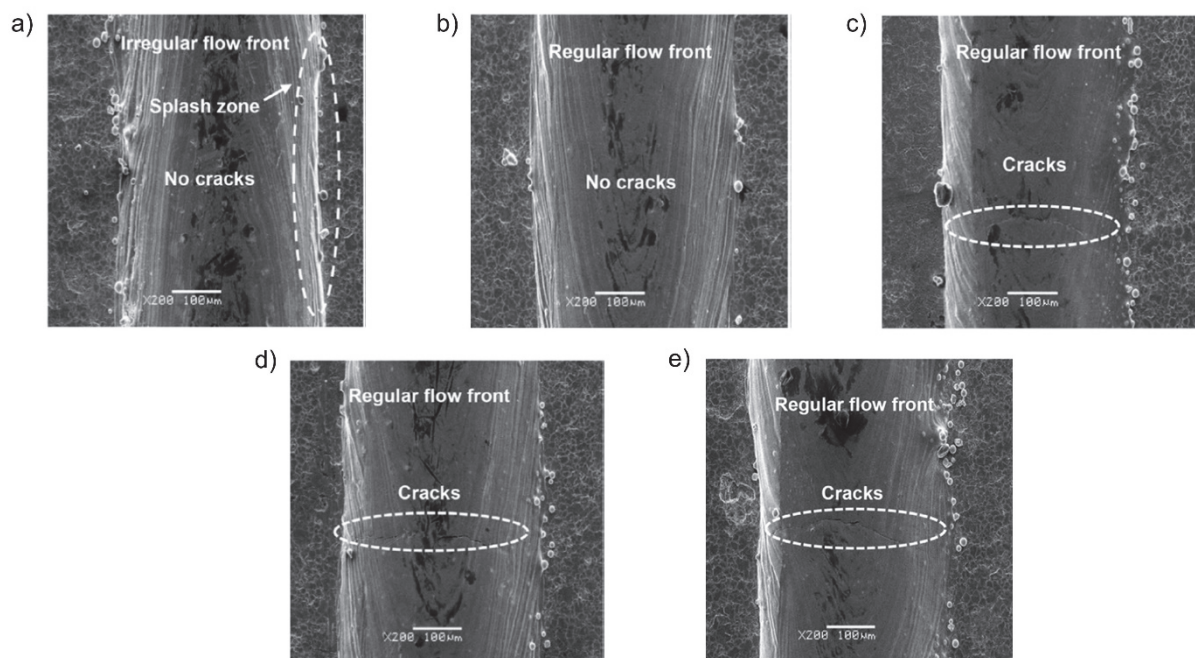 a)
Irregular flow front
Splash zone
No cracks
X200 100μm
b)
Regular flow front
No cracks
X200 100μm
c)
Regular flow front
Cracks
X200 100μm
d)
Regular flow front
Cracks
X200 100μm
e)
Regular flow front
Cracks
X200 100μm